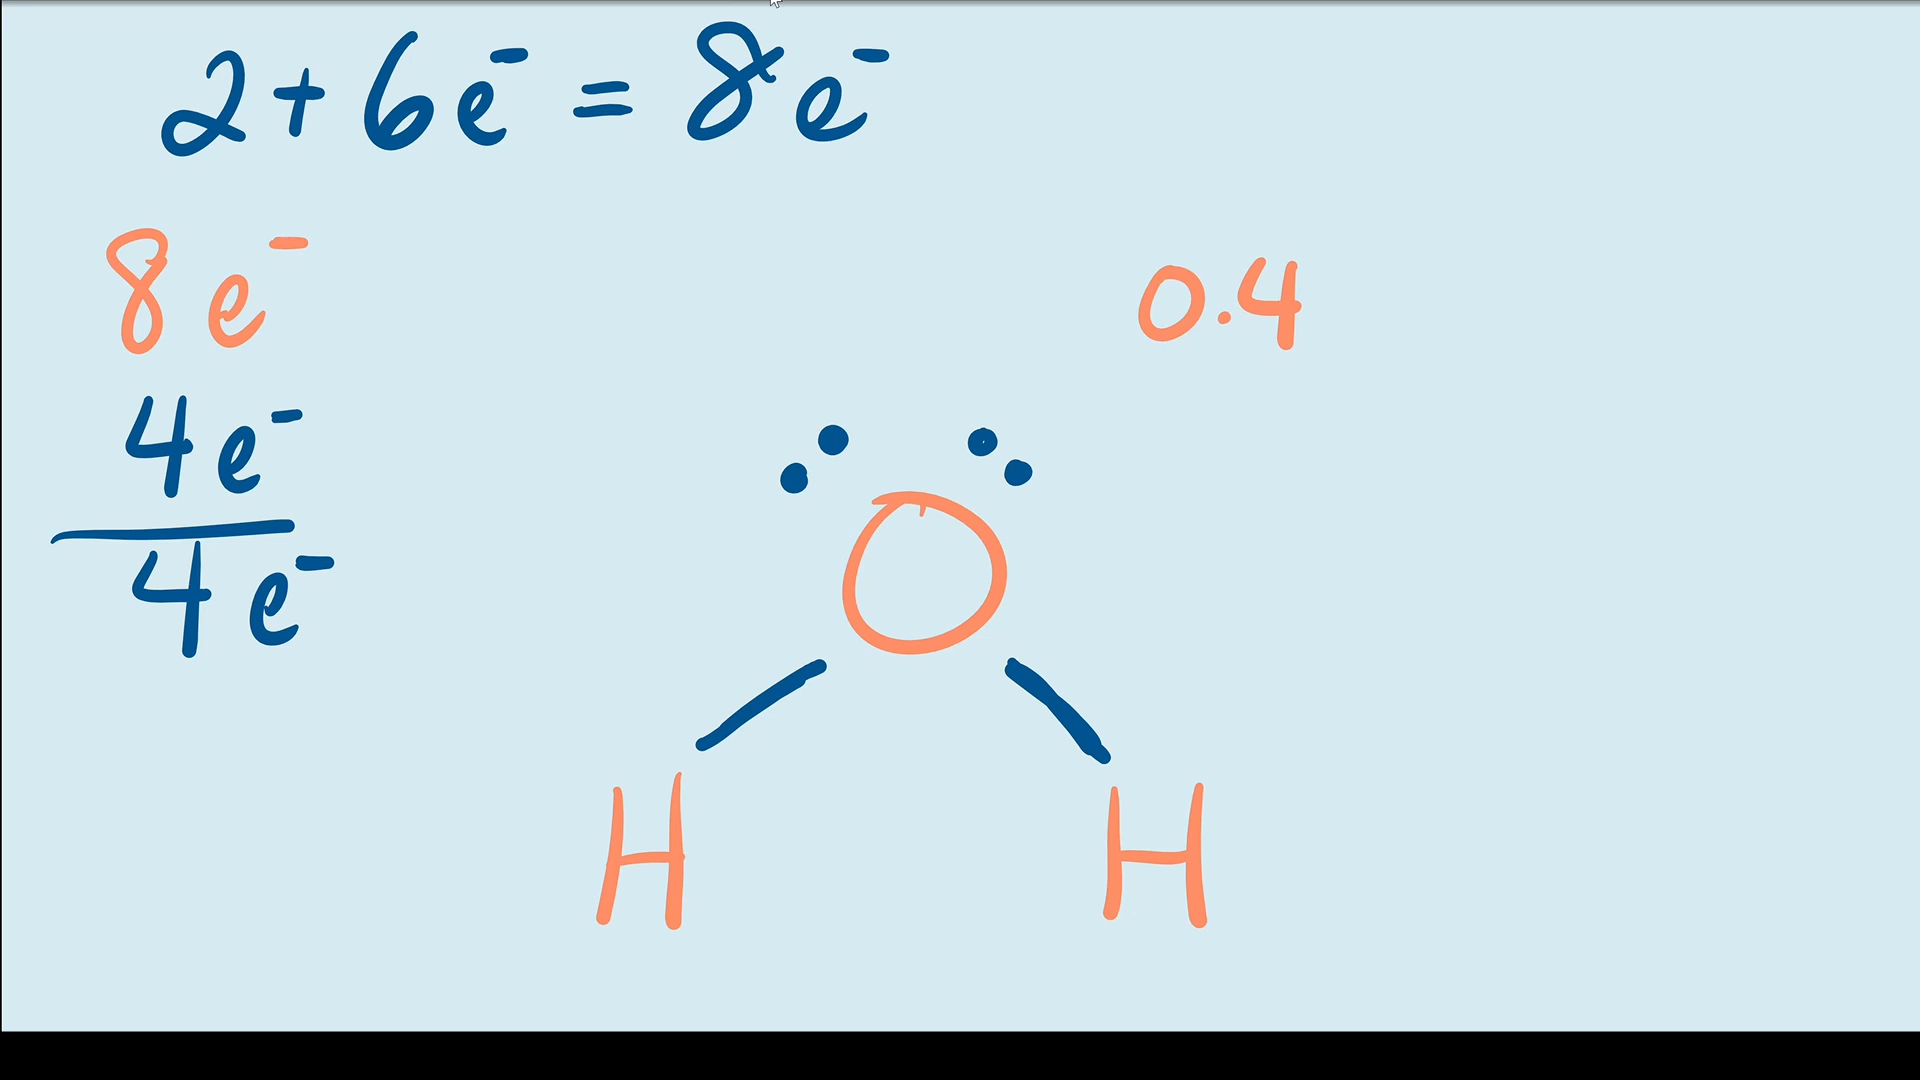 2+6e⁻ = 8e⁻
8e⁻
0.4
4e⁻
4e⁻
O
H H